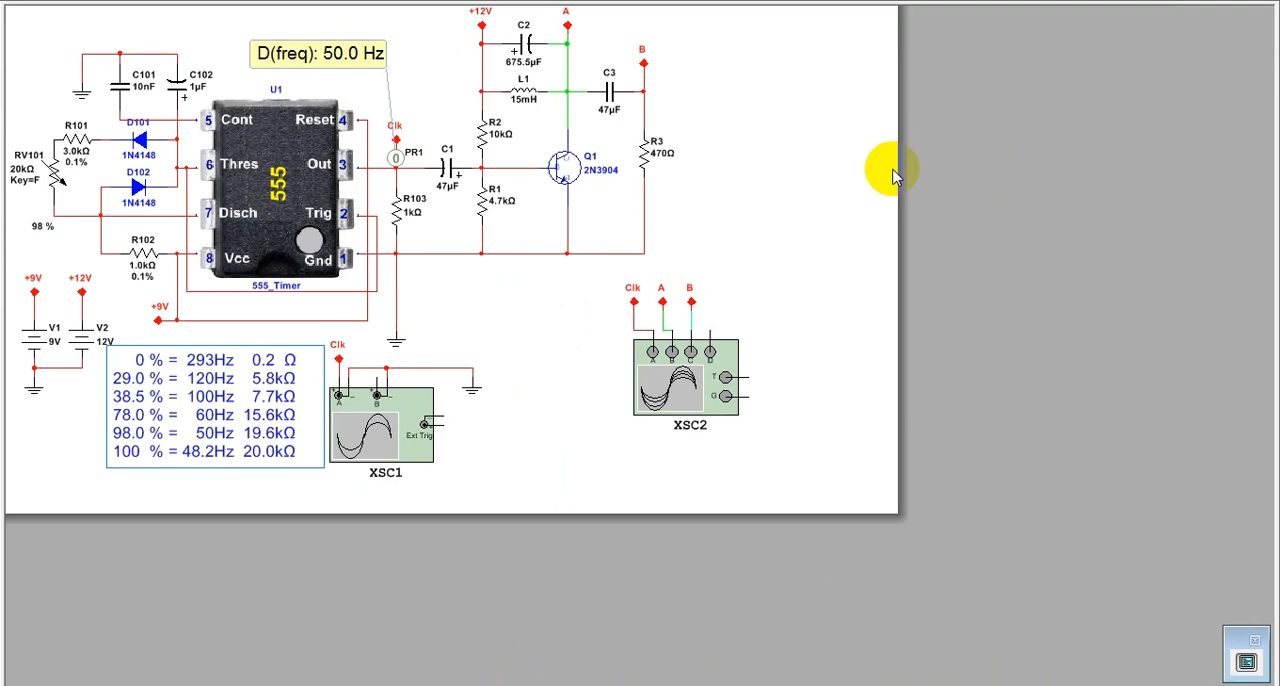 +12V
A
C2
+
675.5µF
B
D(freq): 50.0 Hz
C101
10nF
C102
1µF
+
U1
L1
15mH
C3
47µF
R101
3.0kΩ
0.1%
D101
1N4148
5 Cont
Reset 4
Clk
R2
10kΩ
RV101
20kΩ
Key=F
6 Thres
555
Out 3
0
PR1
C1
+
47µF
Q1
2N3904
R3
470Ω
D102
1N4148
98 %
7 Disch
Trig 2
R103
1kΩ
R1
4.7kΩ
R102
1.0kΩ
0.1%
8 Vcc
Gnd 1
555_Timer
+9V
+12V
+9V
V1
9V
V2
12V
Clk
A
B
0 % = 293Hz 0.2 Ω
29.0 % = 120Hz 5.8kΩ
38.5 % = 100Hz 7.7kΩ
78.0 % = 60Hz 15.6kΩ
98.0 % = 50Hz 19.6kΩ
100 % = 48.2Hz 20.0kΩ
Clk
A
B
Ext Trig
XSC1
A
B
C
D
T
G
XSC2